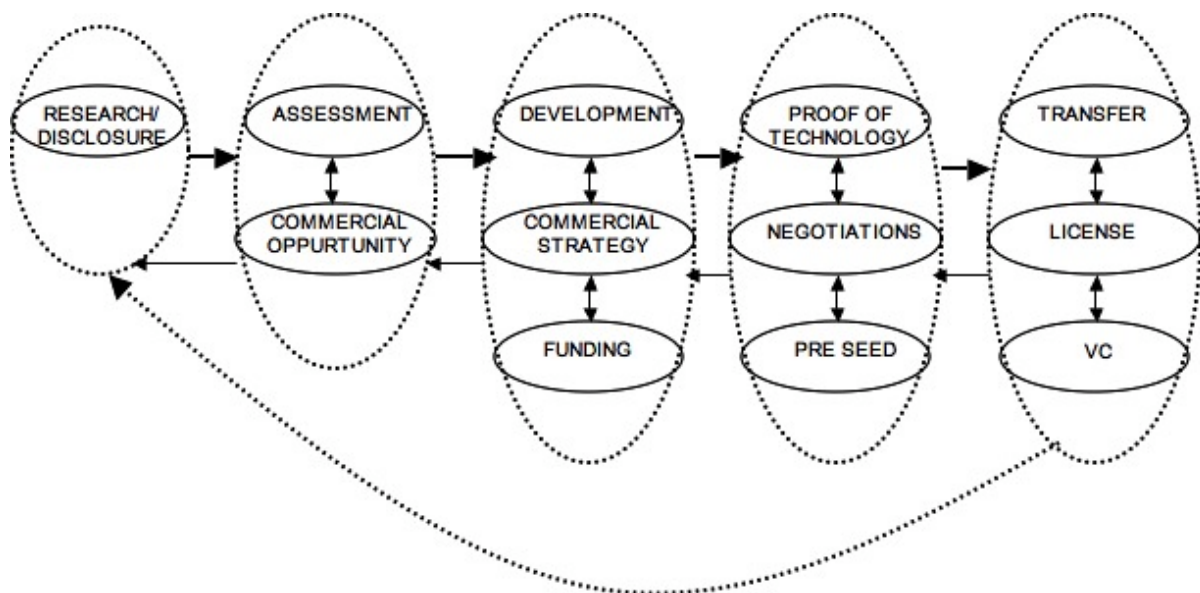 RESEARCH/
DISCLOSURE
ASSESSMENT
COMMERCIAL
OPPURTUNITY
DEVELOPMENT
COMMERCIAL
STRATEGY
FUNDING
PROOF OF
TECHNOLOGY
NEGOTIATIONS
PRE SEED
TRANSFER
LICENSE
VC